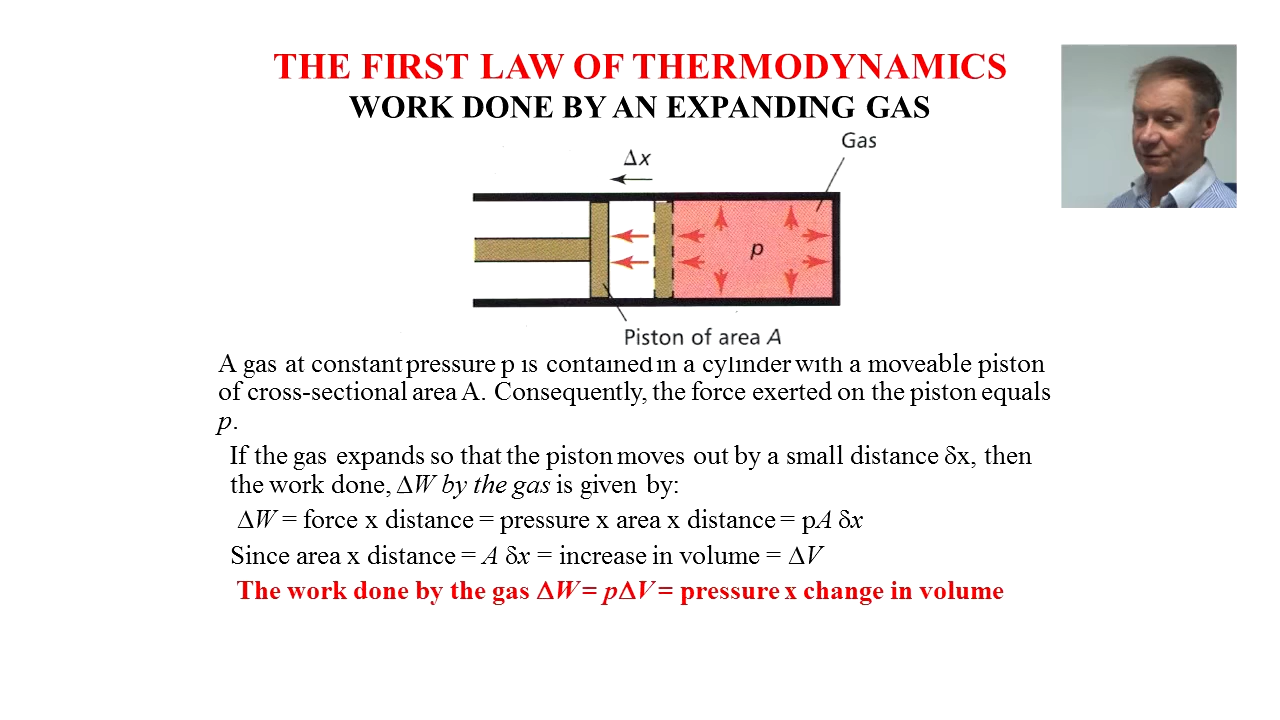 THE FIRST LAW OF THERMODYNAMICS
WORK DONE BY AN EXPANDING GAS
Gas
Δx
p
Piston of area A
A gas at constant pressure p is contained in a cylinder with a moveable piston
of cross-sectional area A. Consequently, the force exerted on the piston equals
p.
If the gas expands so that the piston moves out by a small distance δx, then
the work done, ΔW by the gas is given by:
ΔW = force x distance = pressure x area x distance = pA δx
Since area x distance = A δx = increase in volume = ΔV
The work done by the gas ΔW = pΔV = pressure x change in volume